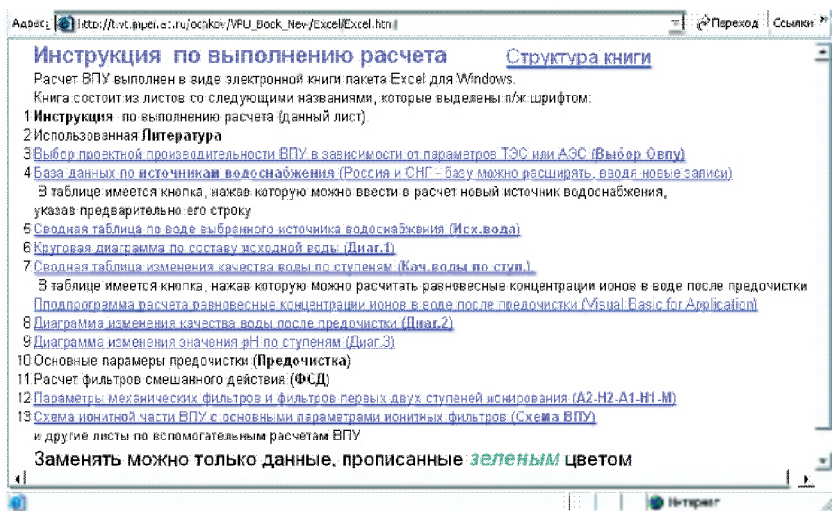 Адрес: http://twt.mpei.ac.ru/ochkov/VPU_Book_New/Excel/Excel.html Переход Ссылки »
Инструкция по выполнению расчета Структура книги
Расчет ВПУ выполнен в виде электронной книги пакета Excel для Windows.
Книга состоит из листов со следующими названиями, которые выделены п/ж шрифтом:
1 Инструкция по выполнению расчета (данный лист)
2 Использованная Литература
3 Выбор проектной производительности ВПУ в зависимости от параметров ТЭС или АЭС (Выбор Qвпу)
4 База данных по источникам водоснабжения (Россия и СНГ - базу можно расширять, вводя новые записи)
В таблице имеется кнопка, нажав которую можно ввести в расчет новый источник водоснабжения,
указав предварительно его строку
5 Сводная таблица по воде выбранного источника водоснабжения (Исх.вода)
6 Круговая диаграмма по составу исходной воды (Диаг.1)
7 Сводная таблица изменения качества воды по ступеням (Кач.воды по ступ.)
В таблице имеется кнопка, нажав которую можно расчитать равновесные концентрации ионов в воде после предочистки
Пподпрограмма расчета равновесные концентрации ионов в воде после предочистки (Visual Basic for Application)
8 Диаграмма изменения качества воды после предочистки (Диаг.2)
9 Диаграмма изменения значения pH по ступеням (Диаг.3)
10 Основные парамеры предочистки (Предочистка)
11 Расчет фильтров смешанного действия (ФСД)
12 Параметры механических фильтров и фильтров первых двух ступеней ионирования (А2-Н2-А1-Н1-М)
13 Схема ионитной части ВПУ с основными параметрами ионитных фильтров (Схема ВПУ)
и другие листы по вспомогательным расчетам ВПУ
Заменять можно только данные, прописанные зеленым цветом
Интернет